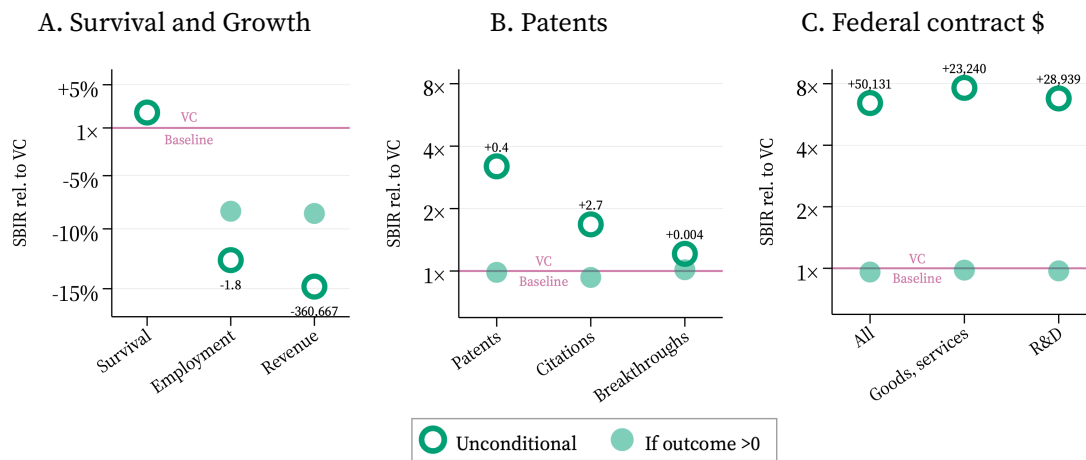 A. Survival and Growth
SBIR rel. to VC
+5%
1×
-5%
-10%
-15%
VC
Baseline
-1.8
-360,667
Survival
Employment
Revenue
B. Patents
SBIR rel. to VC
8×
4×
2×
1×
+0.4
+2.7
+0.004
VC
Baseline
Patents
Citations
Breakthroughs
C. Federal contract $
SBIR rel. to VC
8×
4×
2×
1×
+50,131
+23,240
+28,939
VC
Baseline
All
Goods, services
R&D
Unconditional
If outcome >0